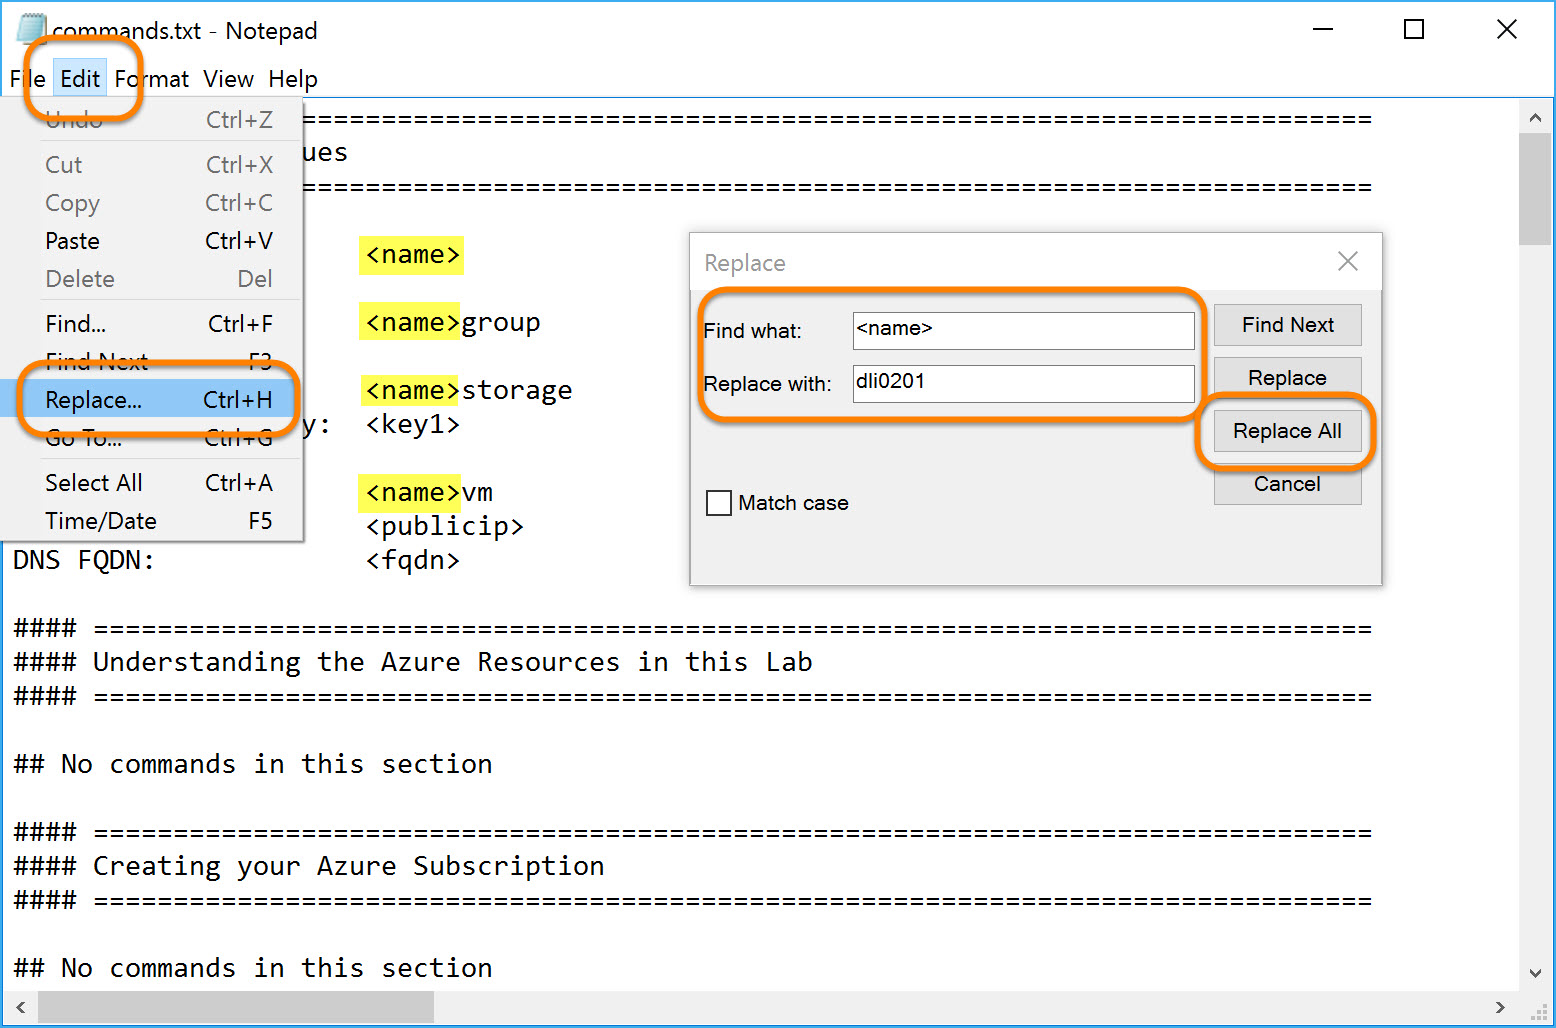 commands.txt - Notepad
File Edit Format View Help
Undo Ctrl+Z
Cut Ctrl+X
Copy Ctrl+C
Paste Ctrl+V
Delete Del
Find... Ctrl+F
Find Next F3
Replace... Ctrl+H
Go To... Ctrl+G
Select All Ctrl+A
Time/Date F5
==============================================================================
ues
==============================================================================
<name>
<name>group
<name>storage
y: <key1>
<name>vm
<publicip>
DNS FQDN: <fqdn>
#### ================================================================================
#### Understanding the Azure Resources in this Lab
#### ================================================================================
## No commands in this section
#### ================================================================================
#### Creating your Azure Subscription
#### ================================================================================
## No commands in this section
Replace
Find what: <name> Find Next
Replace with: dli0201 Replace
Replace All
Cancel
Match case